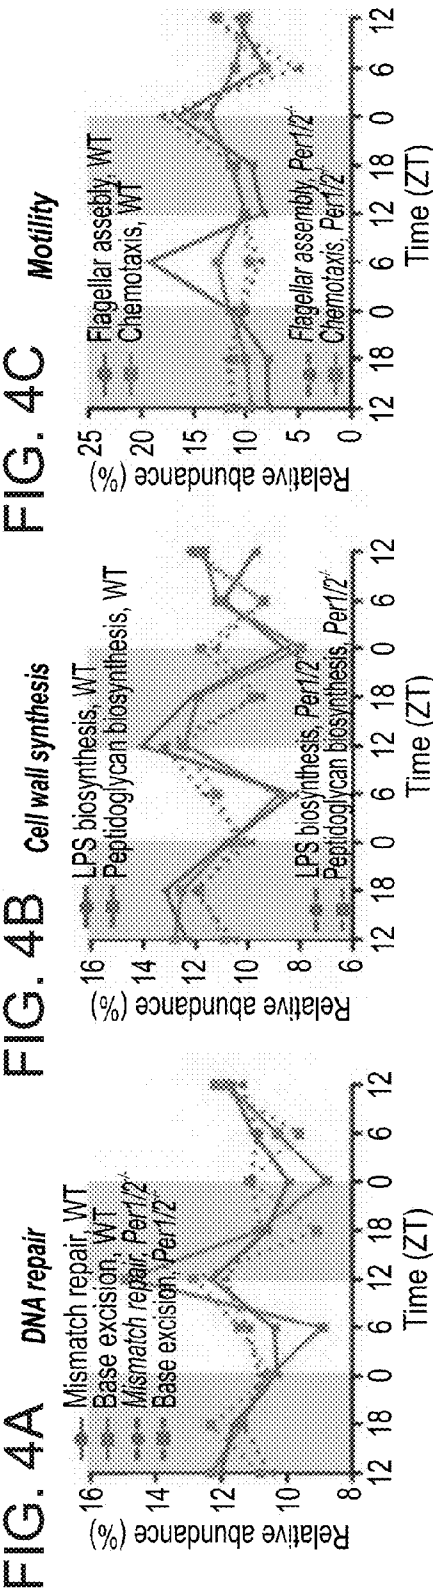 FIG. 4A
DNA repair
Mismatch repair, WT
Base excision, WT
Mismatch repair, Per1/2-/-
Base excision, Per1/2-/-
Relative abundance (%)
16
14
12
10
8
12 18 0 6 12 18 0 6 12
Time (ZT)
FIG. 4B
Cell wall synthesis
LPS biosynthesis, WT
Peptidoglycan biosynthesis, WT
Relative abundance (%)
16
14
12
10
8
6
LPS biosynthesis, Per1/2-/-
Peptidoglycan biosynthesis, Per1/2-/-
12 18 0 6 12 18 0 6 12
Time (ZT)
FIG. 4C
Motility
Flagellar assebly, WT
Chemotaxis, WT
Relative abundance (%)
25
20
15
10
5
0
Flagellar assembly, Per1/2-/-
Chemotaxis, Per1/2-/-
12 18 0 6 12 18 0 6 12
Time (ZT)